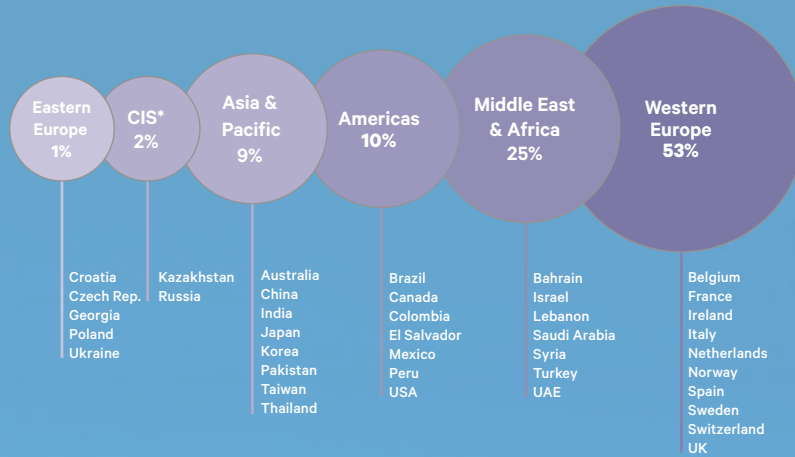 Eastern
Europe
1%
CIS*
2%
Asia &
Pacific
9%
Americas
10%
Middle East
& Africa
25%
Western
Europe
53%
Croatia
Czech Rep.
Georgia
Poland
Ukraine
Kazakhstan
Russia
Australia
China
India
Japan
Korea
Pakistan
Taiwan
Thailand
Brazil
Canada
Colombia
El Salvador
Mexico
Peru
USA
Bahrain
Israel
Lebanon
Saudi Arabia
Syria
Turkey
UAE
Belgium
France
Ireland
Italy
Netherlands
Norway
Spain
Sweden
Switzerland
UK